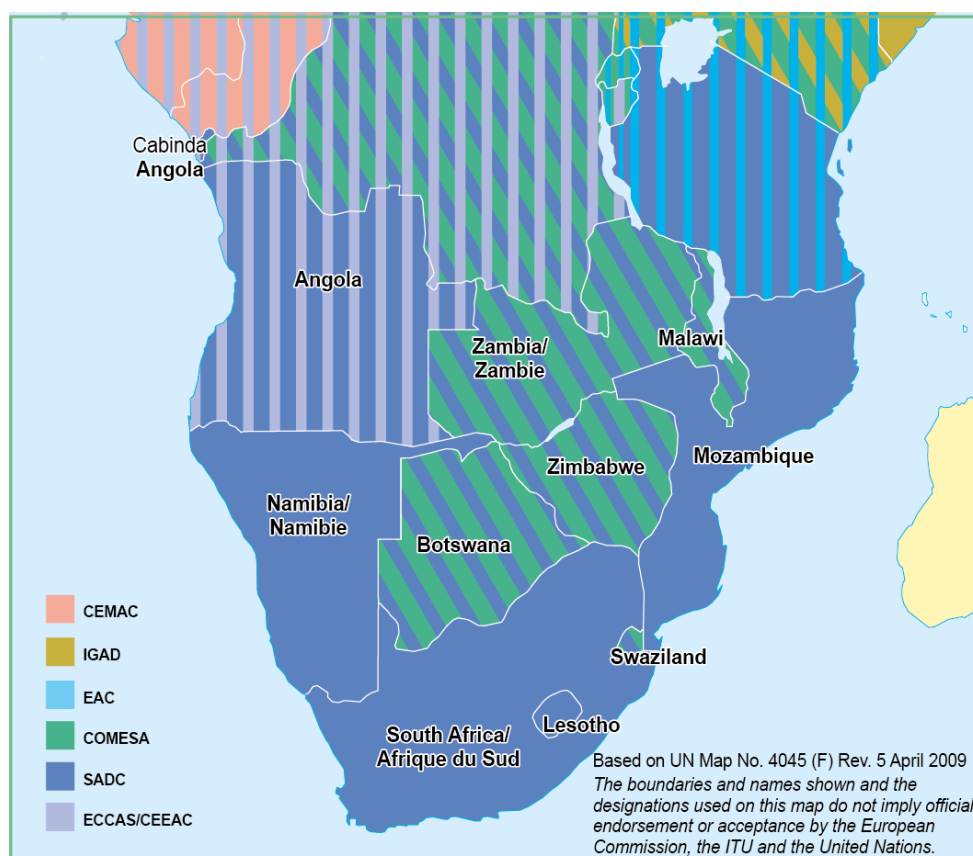 Cabinda
Angola
Angola
Zambia/
Zambie
Malawi
Mozambique
Zimbabwe
Namibia/
Namibie
Botswana
Swaziland
Lesotho
South Africa/
Afrique du Sud
CEMAC
IGAD
EAC
COMESA
SADC
ECCAS/CEEAC
Based on UN Map No. 4045 (F) Rev. 5 April 2009
The boundaries and names shown and the
designations used on this map do not imply official
endorsement or acceptance by the European
Commission, the ITU and the United Nations.